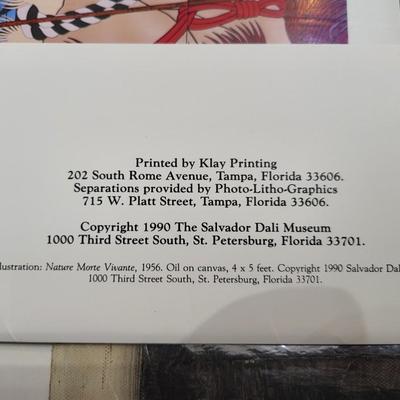 Printed by Klay Printing
202 South Rome Avenue, Tampa, Florida 33606.
Separations provided by Photo-Litho-Graphics
715 W. Platt Street, Tampa, Florida 33606.
Copyright 1990 The Salvador Dali Museum
1000 Third Street South, St. Petersburg, Florida 33701.
lustration: Nature Morte Vivante, 1956. Oil on canvas, 4 x 5 feet. Copyright 1990 Salvador Dal
1000 Third Street South, St. Petersburg, Florida 33701.